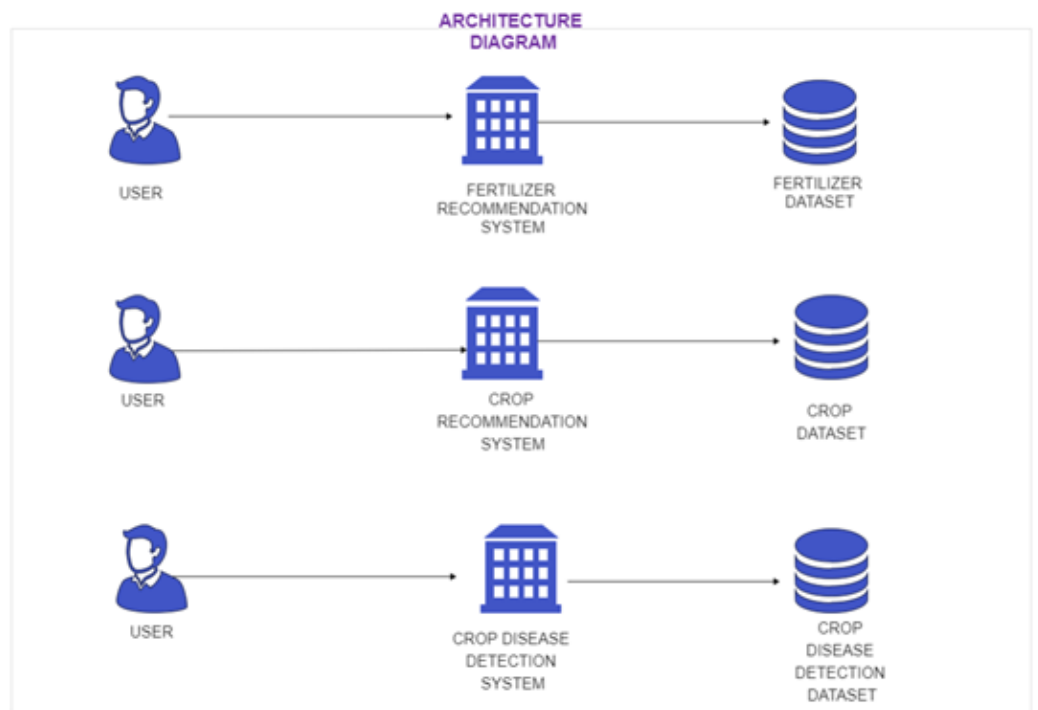 ARCHITECTURE
DIAGRAM
USER
FERTILIZER
RECOMMENDATION
SYSTEM
FERTILIZER
DATASET
USER
CROP
RECOMMENDATION
SYSTEM
CROP
DATASET
USER
CROP DISEASE
DETECTION
SYSTEM
CROP
DISEASE
DETECTION
DATASET